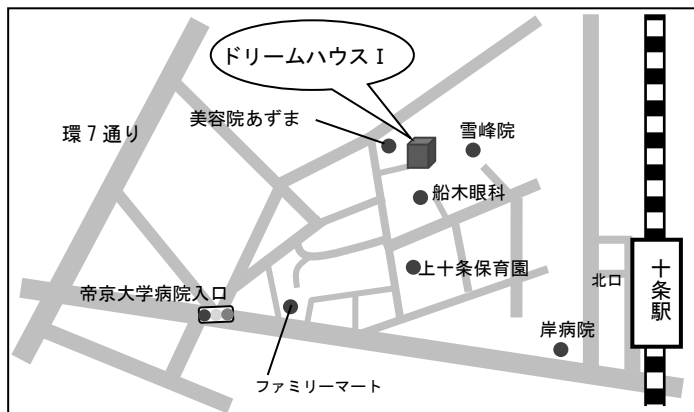 ドリームハウスⅠ
美容院あずま
環７通り
雪峰院
船木眼科
上十条保育園
帝京大学病院入口
北口
十条駅
岸病院
ファミリーマート